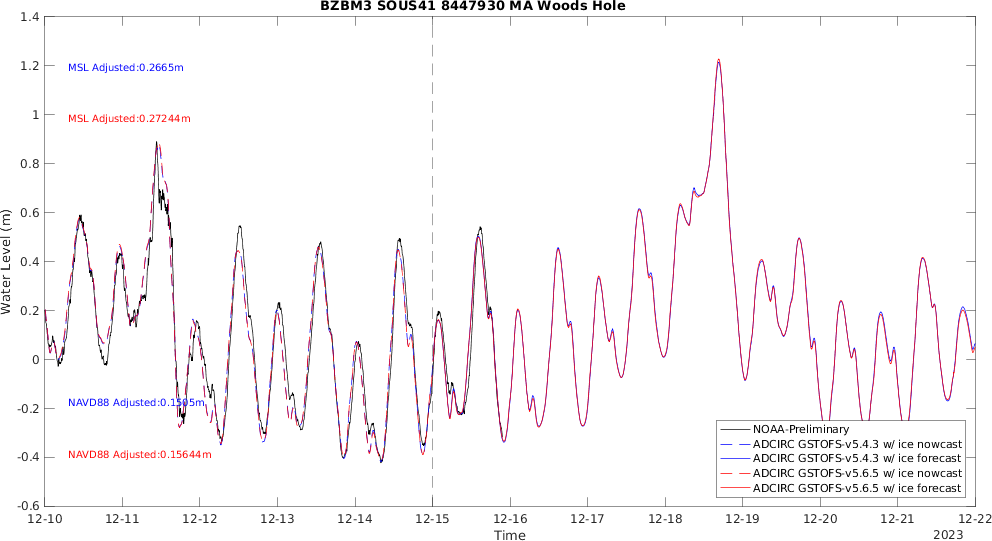 BZBM3 SOUS41 8447930 MA Woods Hole
1.4
1.2
1
0.8
0.6
0.4
0.2
0
-0.2
-0.4
-0.6
Water Level (m)
MSL Adjusted:0.2665m
MSL Adjusted:0.27244m
NAVD88 Adjusted:0.1505m
NAVD88 Adjusted:0.15644m
NOAA-Preliminary
ADCIRC GSTOFS-v5.4.3 w/ ice nowcast
ADCIRC GSTOFS-v5.4.3 w/ ice forecast
ADCIRC GSTOFS-v5.6.5 w/ ice nowcast
ADCIRC GSTOFS-v5.6.5 w/ ice forecast
12-10 12-11 12-12 12-13 12-14 12-15 12-16 12-17 12-18 12-19 12-20 12-21 12-22
Time
2023